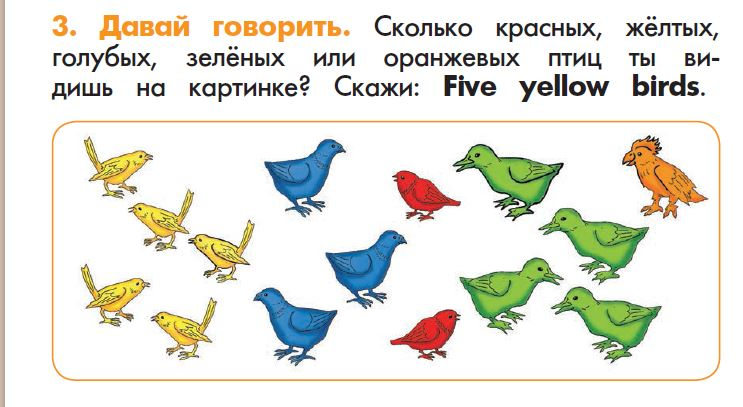 3. Давай говорить. Сколько красных, жёлтых,
голубых, зелёных или оранжевых птиц ты ви-
дишь на картинке? Скажи: Five yellow birds.